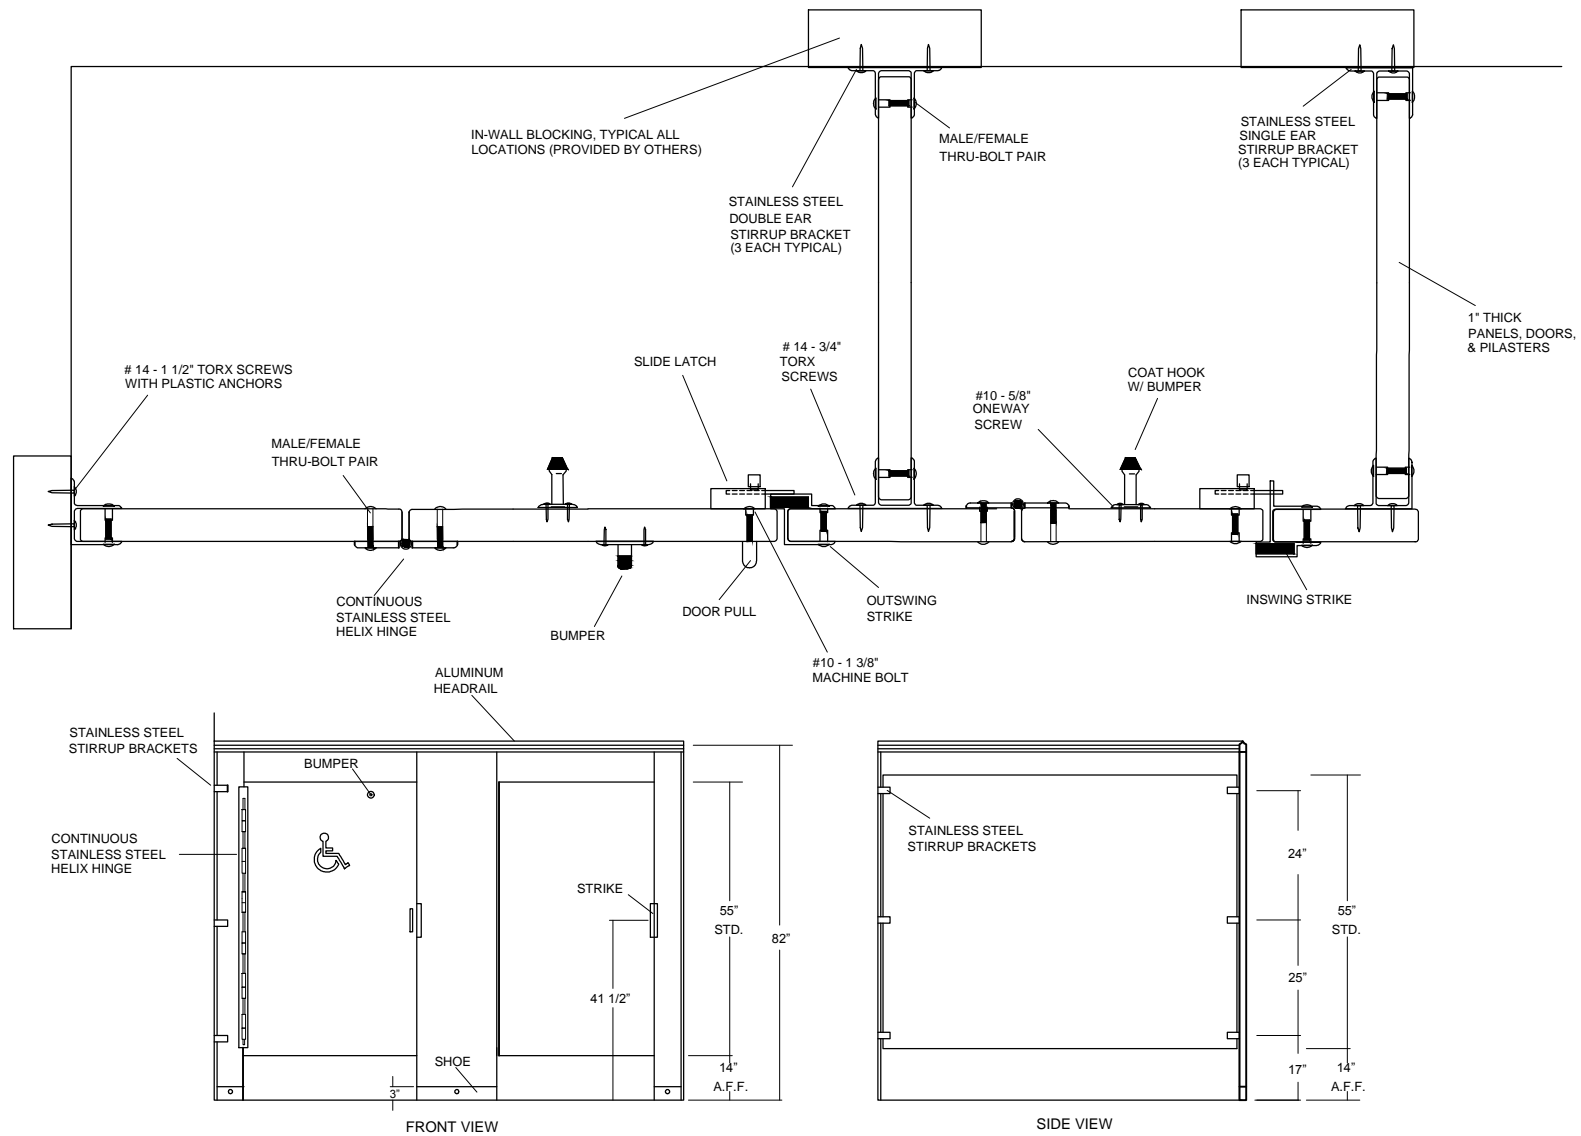 IN-WALL BLOCKING, TYPICAL ALL
LOCATIONS (PROVIDED BY OTHERS)
MALE/FEMALE
THRU-BOLT PAIR
STAINLESS STEEL
SINGLE EAR
STIRRUP BRACKET
(3 EACH TYPICAL)
STAINLESS STEEL
DOUBLE EAR
STIRRUP BRACKET
(3 EACH TYPICAL)
1" THICK
PANELS, DOORS,
& PILASTERS
# 14 - 1 1/2" TORX SCREWS
WITH PLASTIC ANCHORS
SLIDE LATCH
# 14 - 3/4"
TORX
SCREWS
COAT HOOK
W/ BUMPER
#10 - 5/8"
ONEWAY
SCREW
MALE/FEMALE
THRU-BOLT PAIR
CONTINUOUS
STAINLESS STEEL
HELIX HINGE
BUMPER
DOOR PULL
OUTSWING
STRIKE
INSWING STRIKE
#10 - 1 3/8"
MACHINE BOLT
ALUMINUM
HEADRAIL
STAINLESS STEEL
STIRRUP BRACKETS
BUMPER
CONTINUOUS
STAINLESS STEEL
HELIX HINGE
STRIKE
55”
STD.
82”
41 1/2”
SHOE
3”
14”
A.F.F.
FRONT VIEW
STAINLESS STEEL
STIRRUP BRACKETS
24”
55”
STD.
25”
17”
14”
A.F.F.
SIDE VIEW